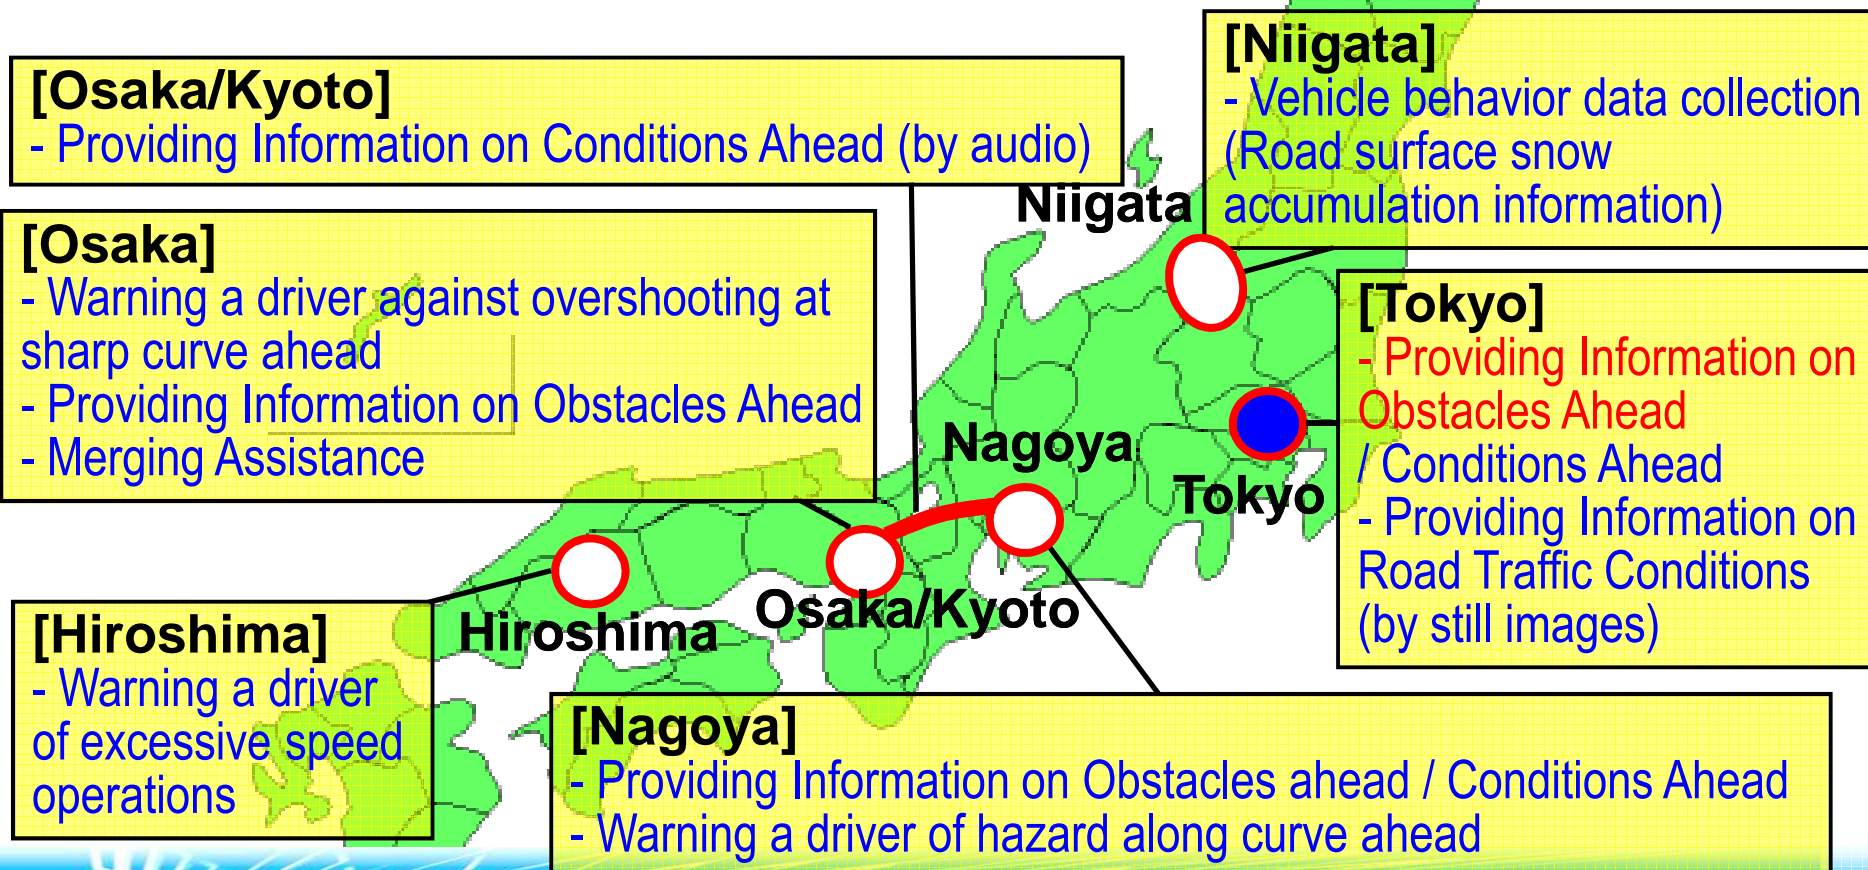 [Osaka/Kyoto]
- Providing Information on Conditions Ahead (by audio)
[Niigata]
- Vehicle behavior data collection
(Road surface snow
accumulation information)
Niigata
[Osaka]
- Warning a driver against overshooting at
sharp curve ahead
- Providing Information on Obstacles Ahead
- Merging Assistance
[Tokyo]
- Providing Information on
Obstacles Ahead
/ Conditions Ahead
- Providing Information on
Road Traffic Conditions
(by still images)
Nagoya
Tokyo
Osaka/Kyoto
Hiroshima
[Hiroshima]
- Warning a driver
of excessive speed
operations
[Nagoya]
- Providing Information on Obstacles ahead / Conditions Ahead
- Warning a driver of hazard along curve ahead